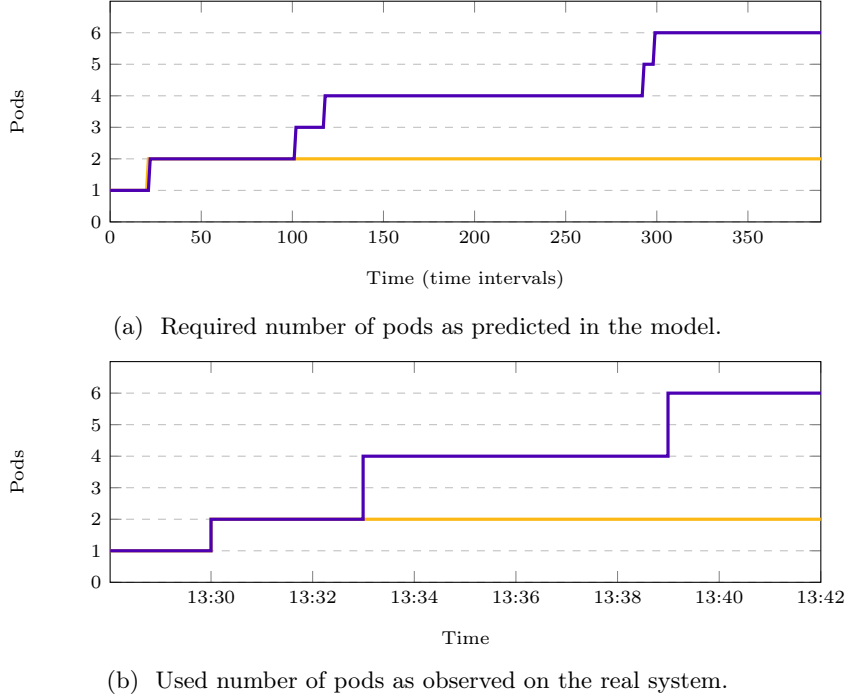 6
5
4
3
2
1
0
Pods
0 50 100 150 200 250 300 350
Time (time intervals)
(a) Required number of pods as predicted in the model.
6
5
4
3
2
1
0
Pods
13:30 13:32 13:34 13:36 13:38 13:40 13:42
Time
(b) Used number of pods as observed on the real system.